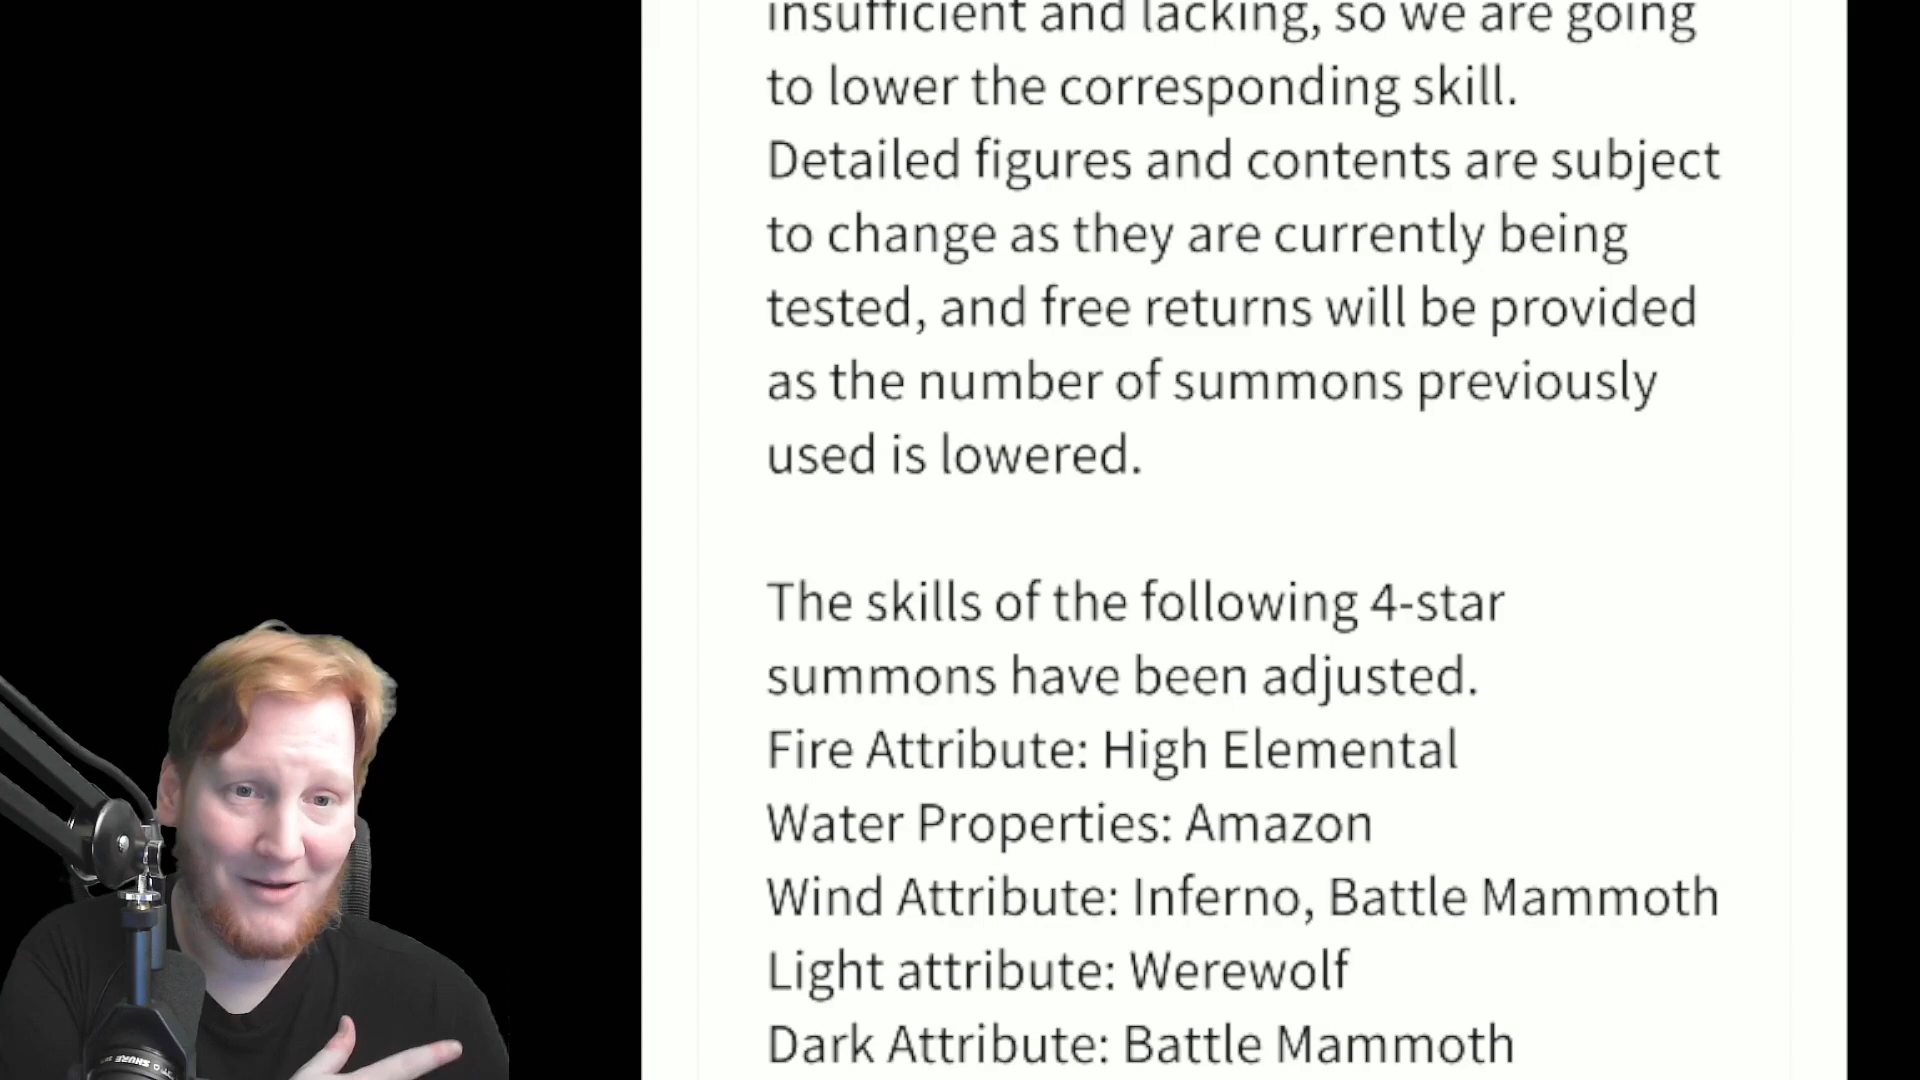 insufficient and lacking, so we are going
to lower the corresponding skill.
Detailed figures and contents are subject
to change as they are currently being
tested, and free returns will be provided
as the number of summons previously
used is lowered.
The skills of the following 4-star
summons have been adjusted.
Fire Attribute: High Elemental
Water Properties: Amazon
Wind Attribute: Inferno, Battle Mammoth
Light attribute: Werewolf
Dark Attribute: Battle Mammoth
SHURE